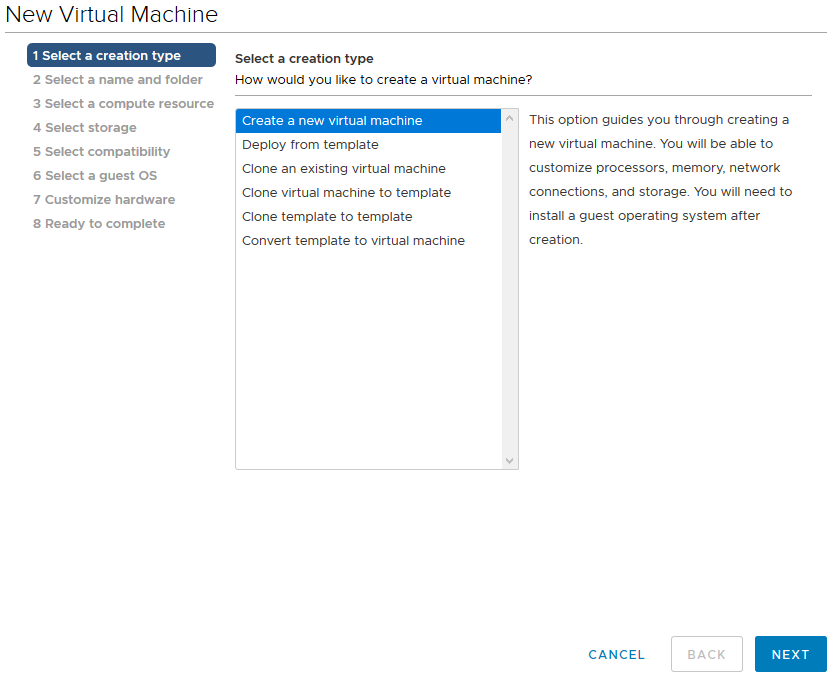 New Virtual Machine
1 Select a creation type
2 Select a name and folder
3 Select a compute resource
4 Select storage
5 Select compatibility
6 Select a guest OS
7 Customize hardware
8 Ready to complete
Select a creation type
How would you like to create a virtual machine?
Create a new virtual machine
Deploy from template
Clone an existing virtual machine
Clone virtual machine to template
Clone template to template
Convert template to virtual machine
This option guides you through creating a
new virtual machine. You will be able to
customize processors, memory, network
connections, and storage. You will need to
install a guest operating system after
creation.
CANCEL
BACK
NEXT